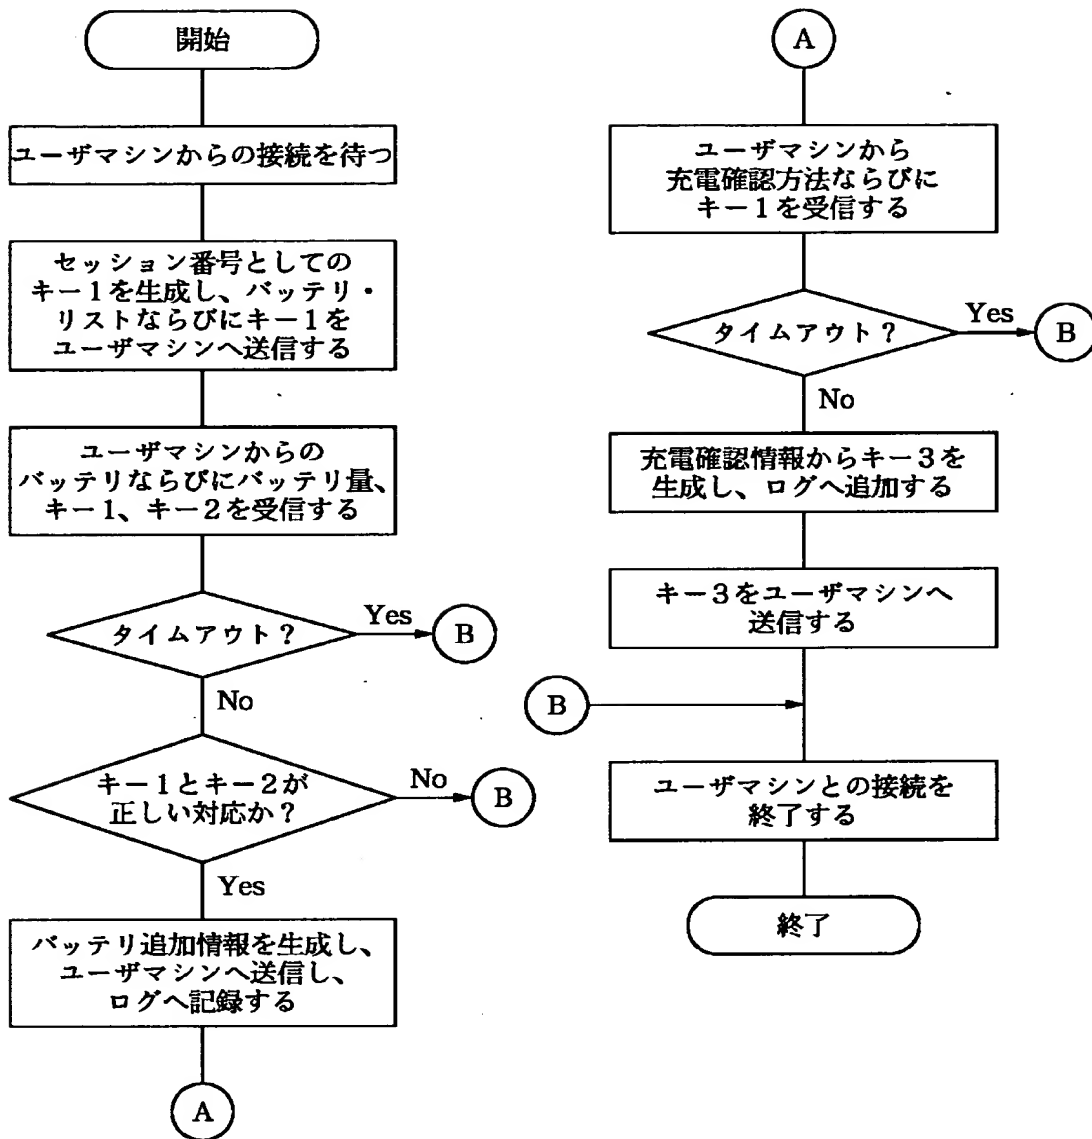 開始
ユーザマシンからの接続を待つ
セッション番号としての
キー1を生成し、バッテリ・
リストならびにキー1を
ユーザマシンへ送信する
ユーザマシンからの
バッテリならびにバッテリ量、
キー1、キー2を受信する
タイムアウト?
Yes
B
No
キー1とキー2が
正しい対応か?
No
B
Yes
バッテリ追加情報を生成し、
ユーザマシンへ送信し、
ログへ記録する
A
A
ユーザマシンから
充電確認方法ならびに
キー1を受信する
タイムアウト?
Yes
B
No
充電確認情報からキー3を
生成し、ログへ追加する
キー3をユーザマシンへ
送信する
B
ユーザマシンとの接続を
終了する
終了